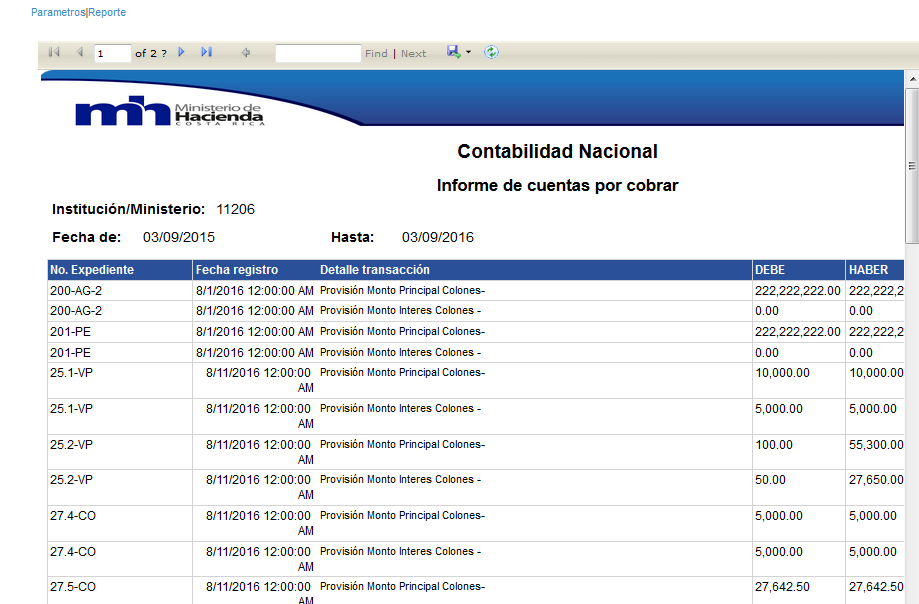 Parametros|Reporte
1 of 2 ? Find | Next
mh Ministerio de
Hacienda
COSTA RICA
Contabilidad Nacional
Informe de cuentas por cobrar
Institución/Ministerio: 11206
Fecha de: 03/09/2015 Hasta: 03/09/2016
No. Expediente Fecha registro Detalle transacción DEBE HABER
200-AG-2 8/1/2016 12:00:00 AM Provisión Monto Principal Colones- 222,222,222.00 222,222,2
200-AG-2 8/1/2016 12:00:00 AM Provisión Monto Interes Colones - 0.00 0.00
201-PE 8/1/2016 12:00:00 AM Provisión Monto Principal Colones- 222,222,222.00 222,222,2
201-PE 8/1/2016 12:00:00 AM Provisión Monto Interes Colones - 0.00 0.00
25.1-VP 8/11/2016 12:00:00 Provisión Monto Principal Colones- 10,000.00 10,000.00
AM
25.1-VP 8/11/2016 12:00:00 Provisión Monto Interes Colones - 5,000.00 5,000.00
AM
25.2-VP 8/11/2016 12:00:00 Provisión Monto Principal Colones- 100.00 55,300.00
AM
25.2-VP 8/11/2016 12:00:00 Provisión Monto Interes Colones - 50.00 27,650.00
AM
27.4-CO 8/11/2016 12:00:00 Provisión Monto Principal Colones- 5,000.00 5,000.00
AM
27.4-CO 8/11/2016 12:00:00 Provisión Monto Interes Colones - 5,000.00 5,000.00
AM
27.5-CO 8/11/2016 12:00:00 Provisión Monto Principal Colones- 27,642.50 27,642.50
AM